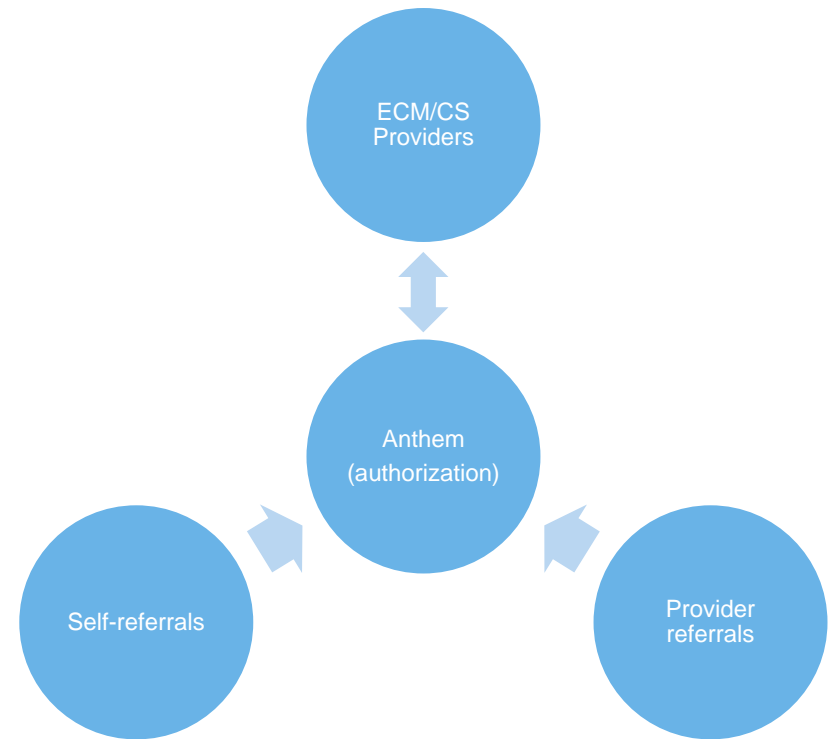 ECM/CS
Providers
Anthem
(authorization)
Self-referrals
Provider
referrals